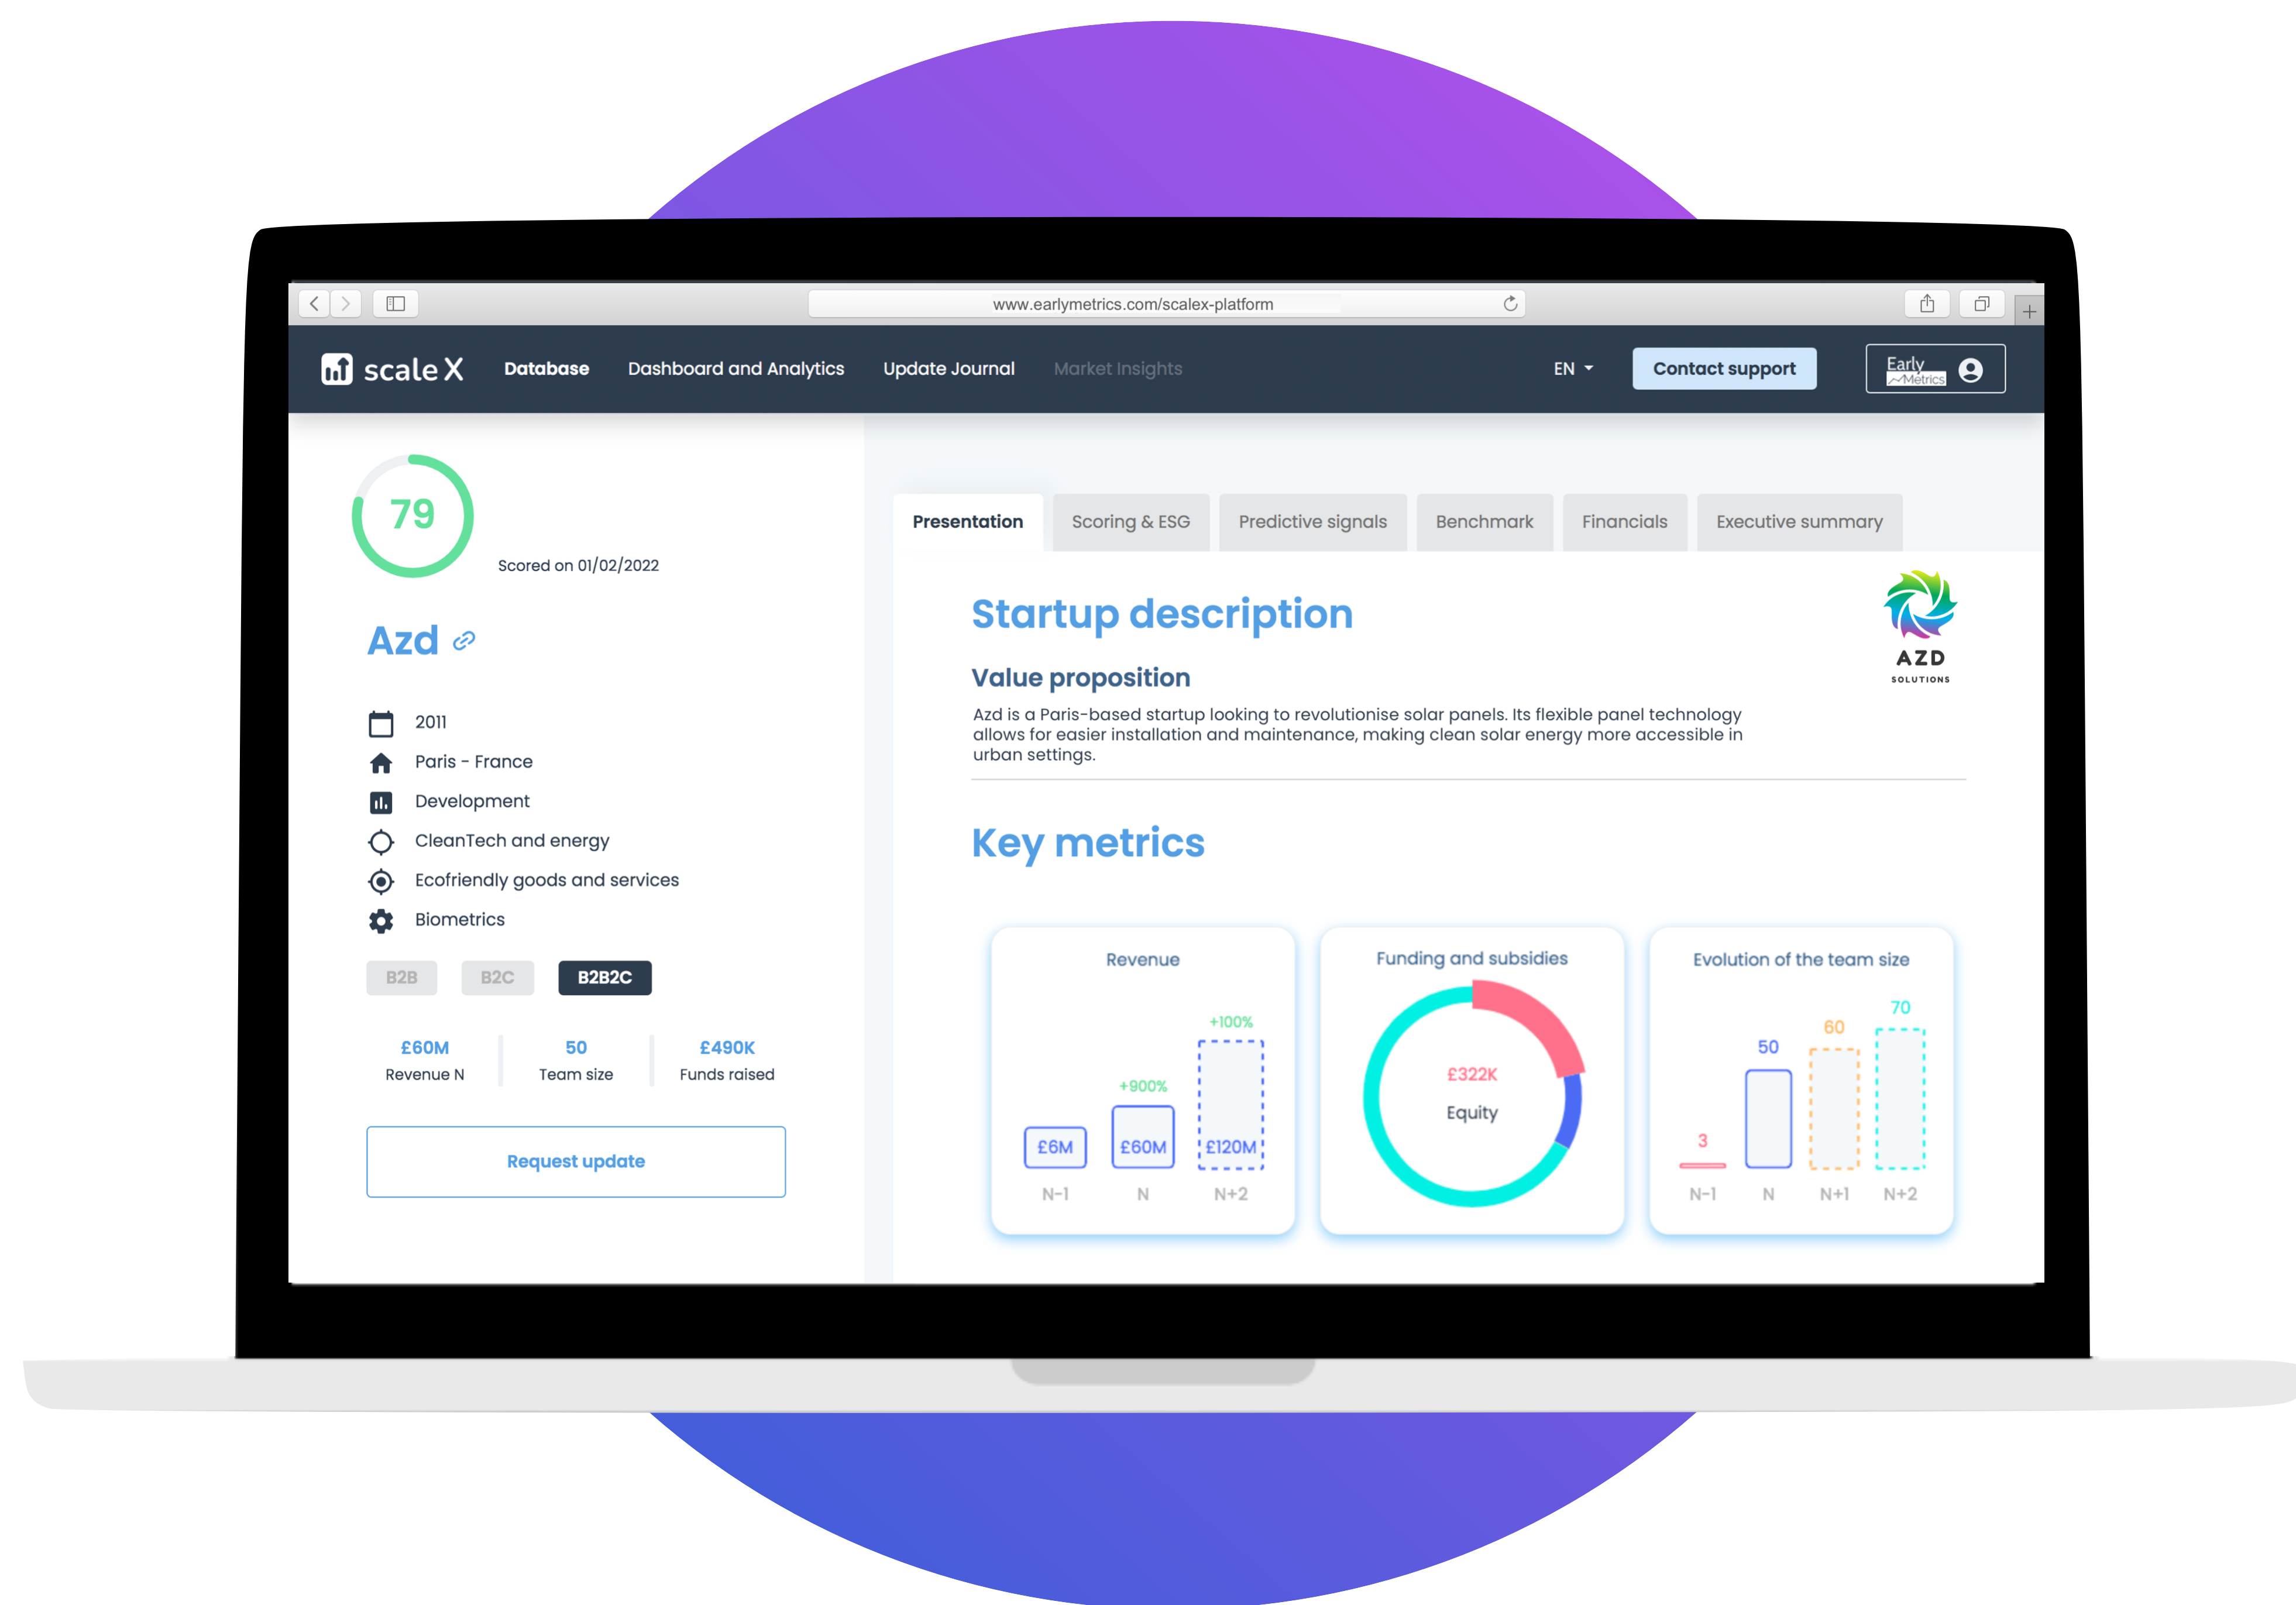 www.earlymetrics.com/scalex-platform
scale X
Database
Dashboard and Analytics
Update Journal
Market Insights
EN
Contact support
Early
Metrics
79
Scored on 01/02/2022
Azd
2011
Paris - France
Development
CleanTech and energy
Ecofriendly goods and services
Biometrics
B2B
B2C
B2B2C
£60M
Revenue N
50
Team size
£490K
Funds raised
Request update
Presentation
Scoring & ESG
Predictive signals
Benchmark
Financials
Executive summary
Startup description
AZD
SOLUTIONS
Value proposition
Azd is a Paris-based startup looking to revolutionise solar panels. Its flexible panel technology
allows for easier installation and maintenance, making clean solar energy more accessible in
urban settings.
Key metrics
Revenue
+100%
+900%
£6M
£60M
£120M
N-1
N
N+2
Funding and subsidies
£322K
Equity
Evolution of the team size
70
60
50
3
N-1
N
N+1
N+2